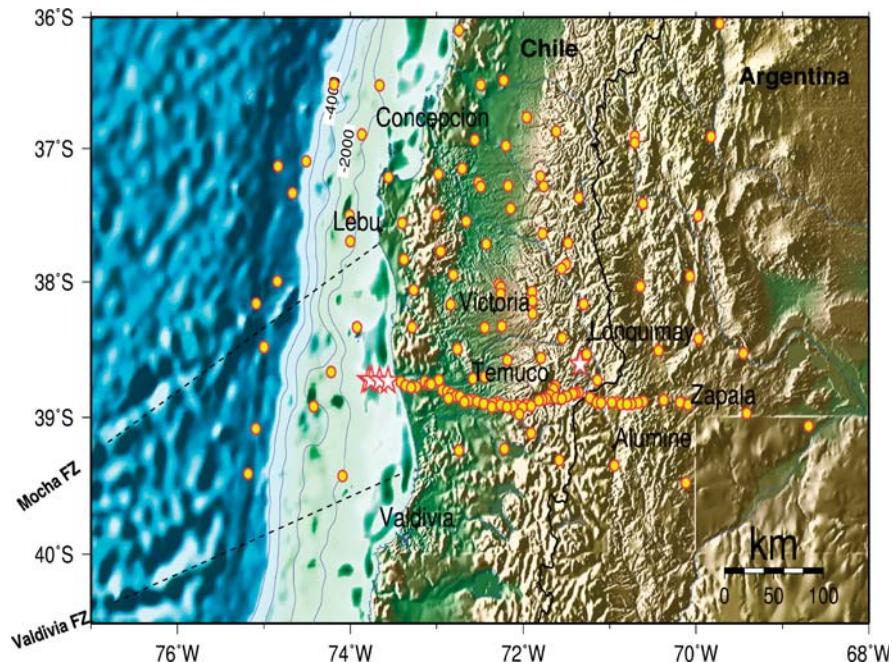 36°S
37°S
38°S
39°S
40°S
76°W
74°W
72°W
70°W
68°W
Chile
Argentina
-4000
-2000
Concepcion
Lebu
Victoria
Lonquimay
Temuco
Zapala
Alumine
Valdivia
Mocha FZ
Valdivia FZ
km
0
50
100